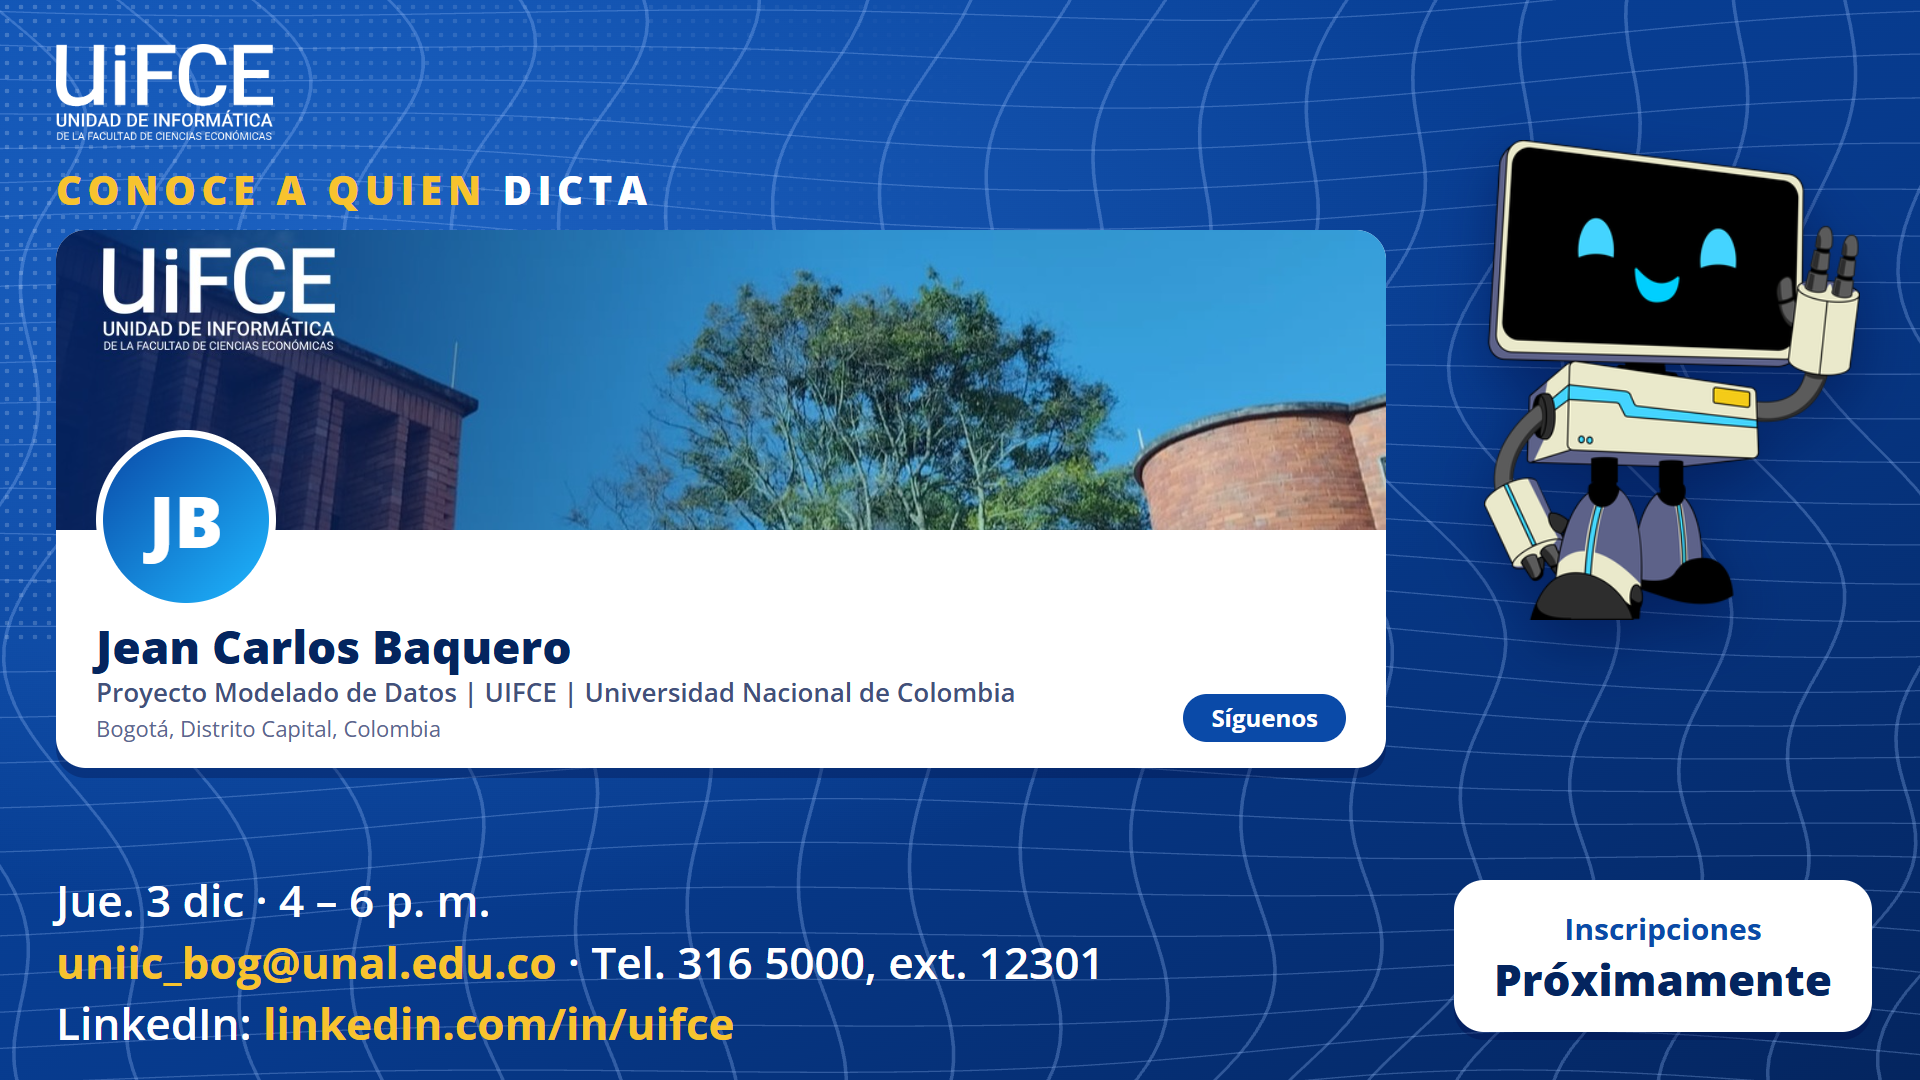 UiFCE
UNIDAD DE INFORMÁTICA
DE LA FACULTAD DE CIENCIAS ECONÓMICAS
CONOCE A QUIEN DICTA
UiFCE
UNIDAD DE INFORMÁTICA
DE LA FACULTAD DE CIENCIAS ECONÓMICAS
JB
Jean Carlos Baquero
Proyecto Modelado de Datos | UIFCE | Universidad Nacional de Colombia
Bogotá, Distrito Capital, Colombia
Síguenos
Jue. 3 dic · 4 – 6 p. m.
uniic_bog@unal.edu.co · Tel. 316 5000, ext. 12301
LinkedIn: linkedin.com/in/uifce
Inscripciones
Próximamente